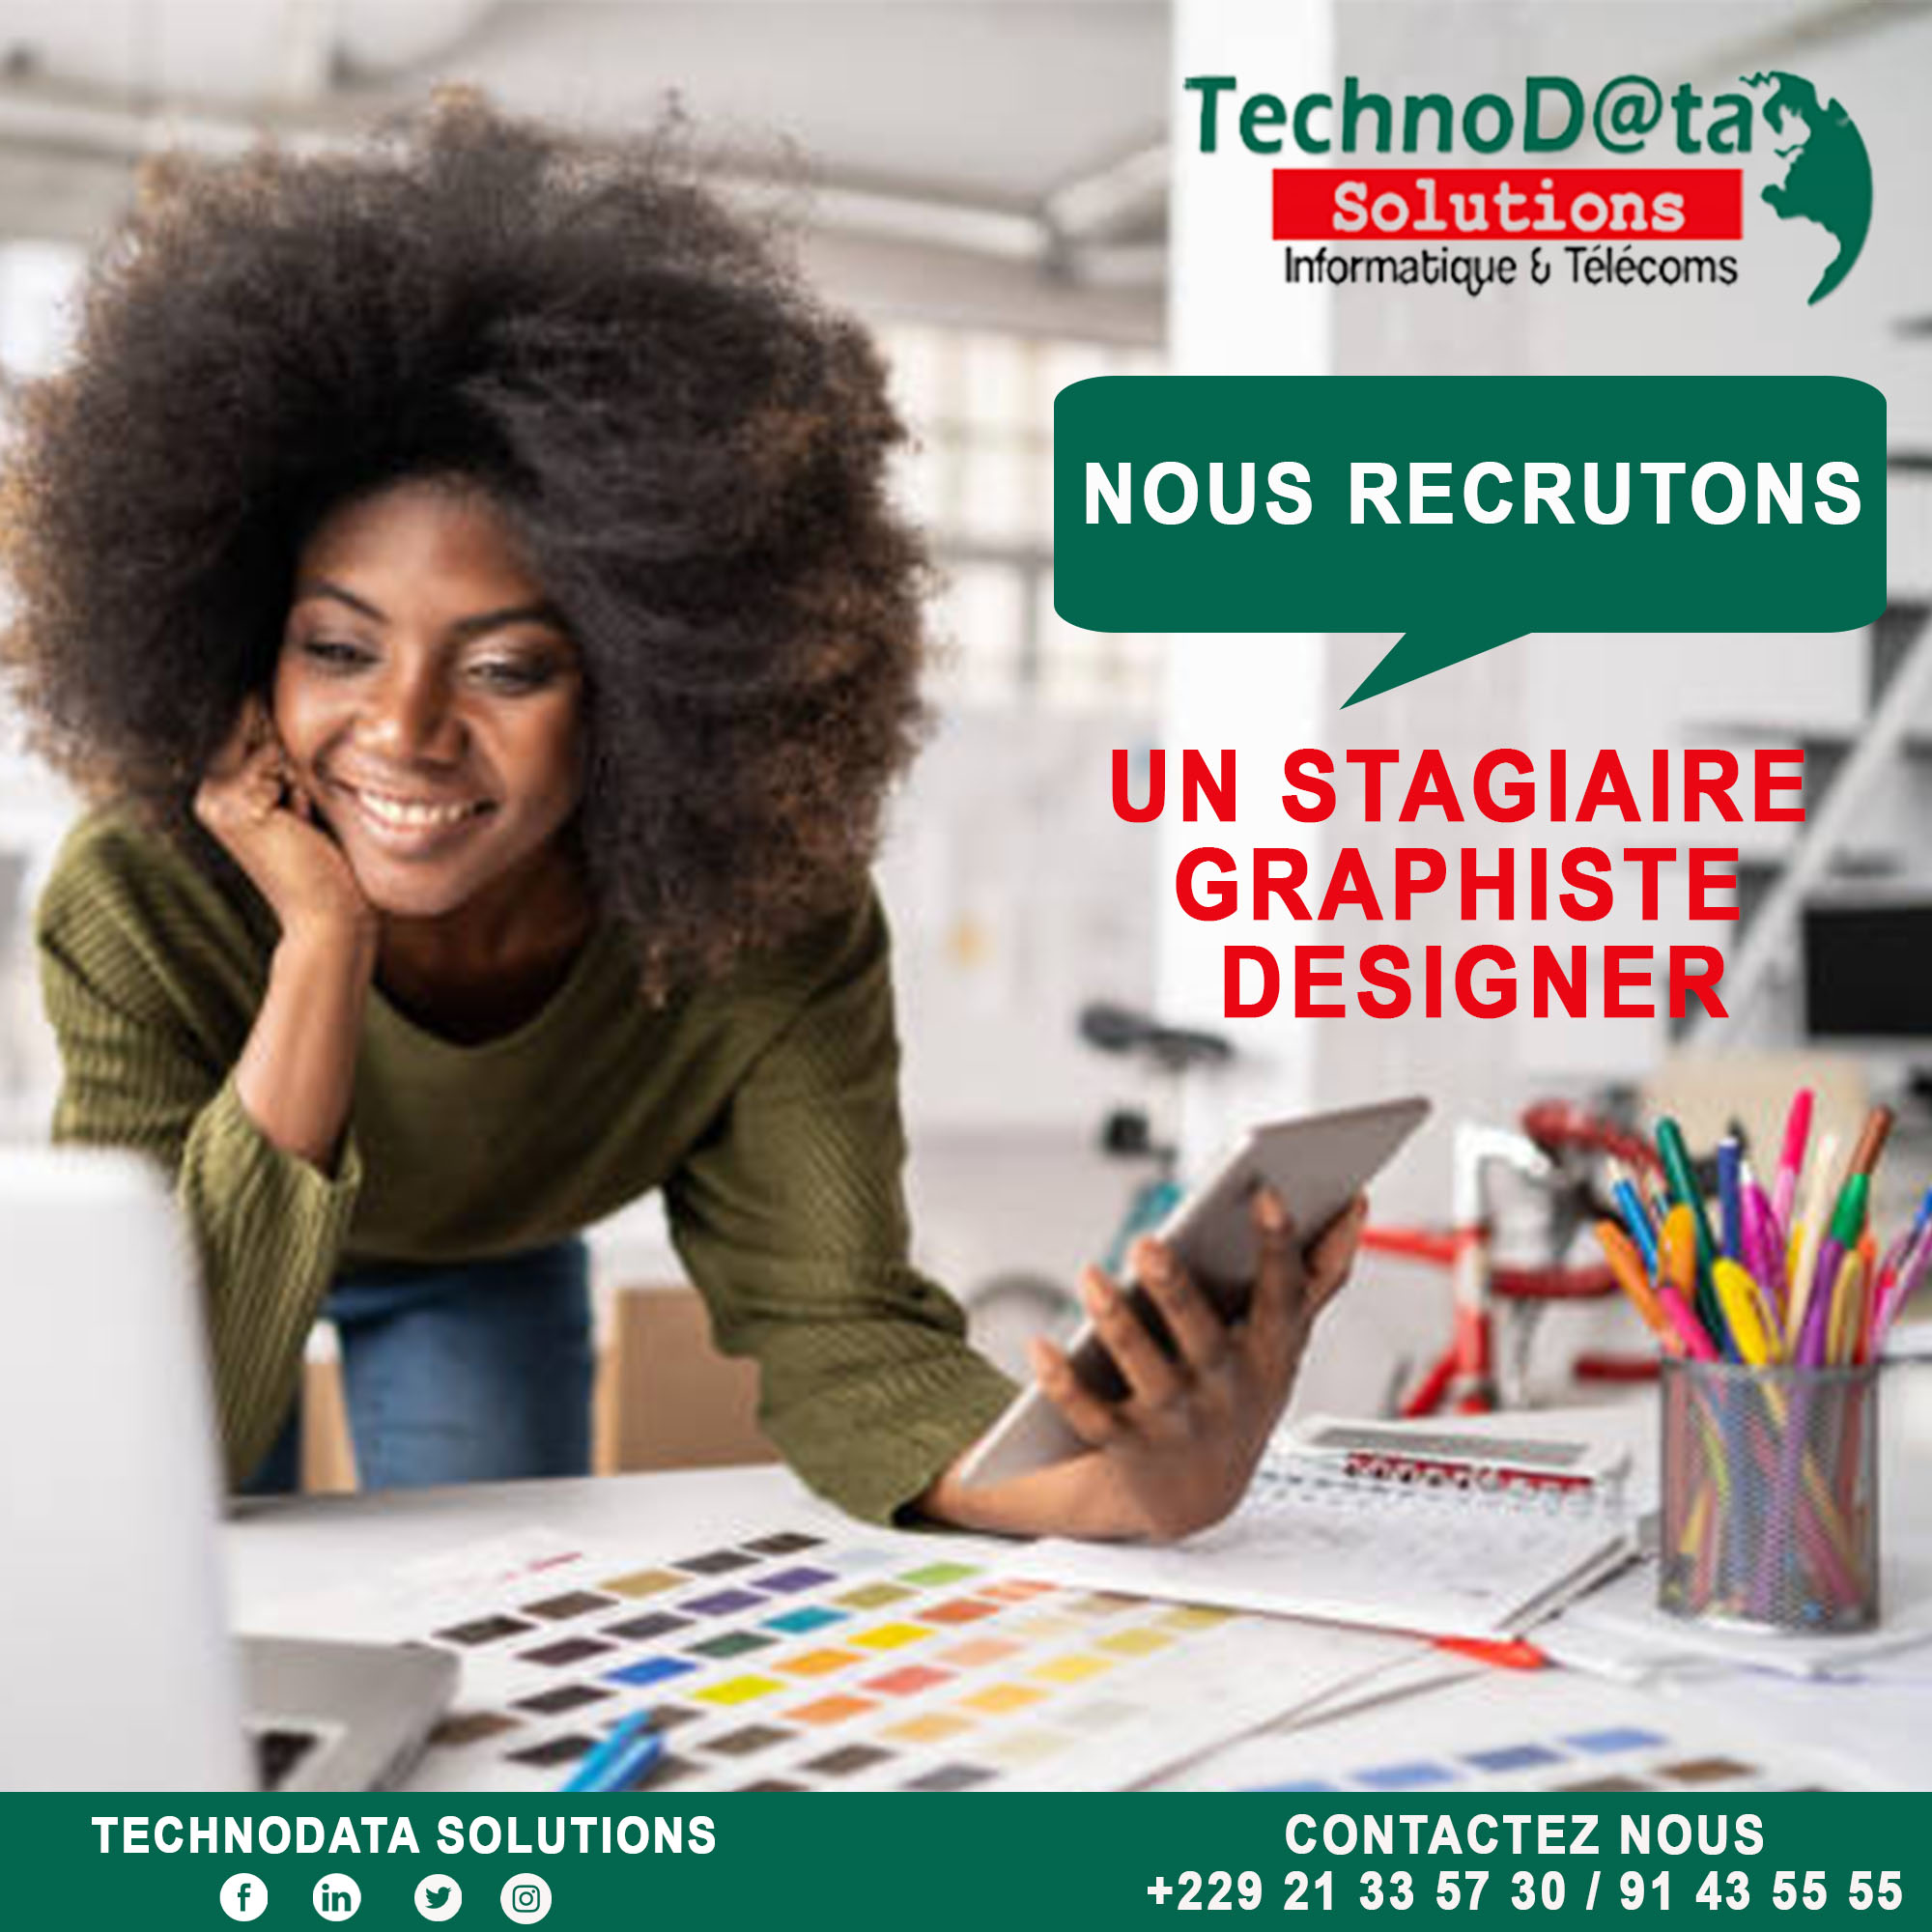 TechnoD@ta
Solutions
Informatique & Télécoms
NOUS RECRUTONS
UN STAGIAIRE
GRAPHISTE
DESIGNER
TECHNODATA SOLUTIONS
CONTACTEZ NOUS
+229 21 33 57 30 / 91 43 55 55